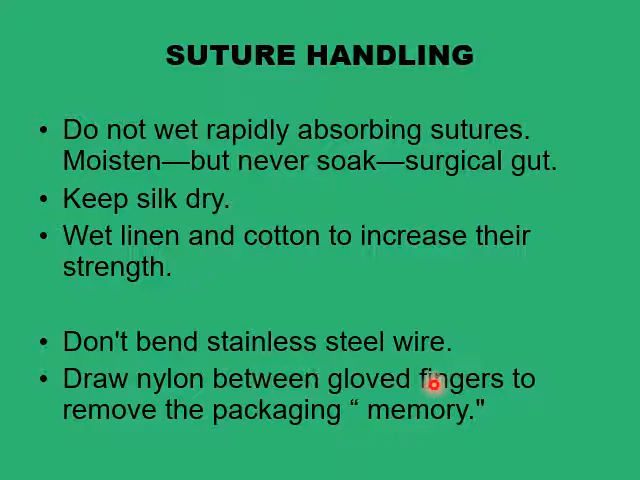 SUTURE HANDLING
• Do not wet rapidly absorbing sutures.
Moisten—but never soak—surgical gut.
• Keep silk dry.
• Wet linen and cotton to increase their
strength.
• Don't bend stainless steel wire.
• Draw nylon between gloved fingers to
remove the packaging “ memory."